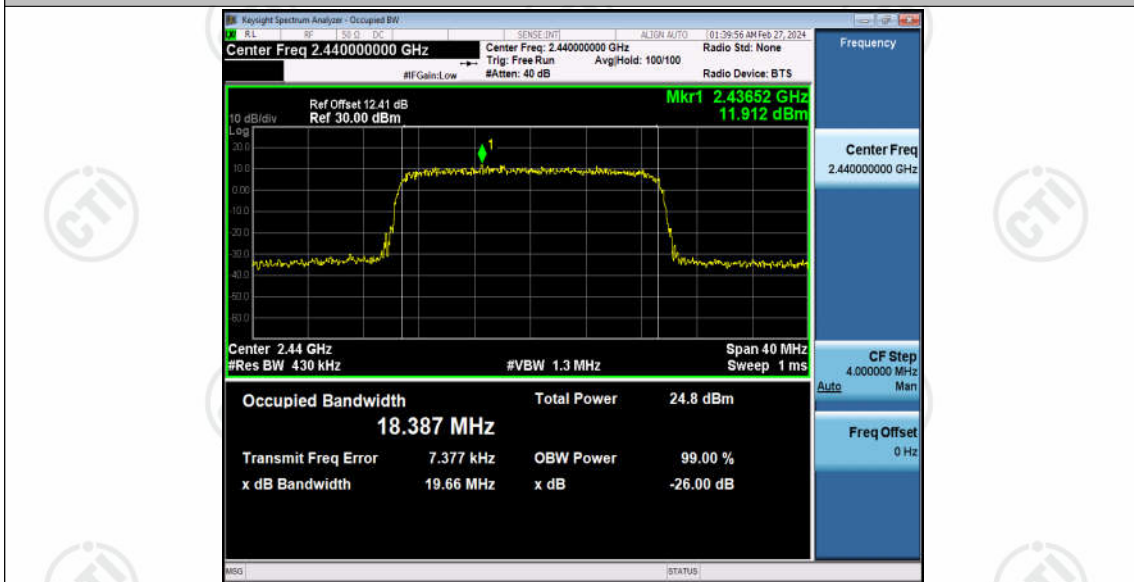 Keysight Spectrum Analyzer - Occupied BW
RL RF 50 Ω DC SENSE:INT ALIGN AUTO 01:39:56 AM Feb 27, 2024
Center Freq 2.440000000 GHz Center Freq: 2.440000000 GHz Radio Std: None Frequency
Trig: Free Run Avg|Hold: 100/100
#IFGain:Low #Atten: 40 dB Radio Device: BTS
Mkr1 2.43652 GHz
11.912 dBm
Ref Offset 12.41 dB
10 dB/div Ref 30.00 dBm
Log
20.0
10.0
0.00
-10.0
-20.0
-30.0
-40.0
-50.0
-60.0
1
Center 2.44 GHz Span 40 MHz
#Res BW 430 kHz #VBW 1.3 MHz Sweep 1 ms
Occupied Bandwidth Total Power 24.8 dBm
18.387 MHz
Transmit Freq Error 7.377 kHz OBW Power 99.00 %
x dB Bandwidth 19.66 MHz x dB -26.00 dB
Center Freq
2.440000000 GHz
CF Step
4.000000 MHz
Auto Man
Freq Offset
0 Hz
MSG STATUS
CTI
CTI
CTI
CTI